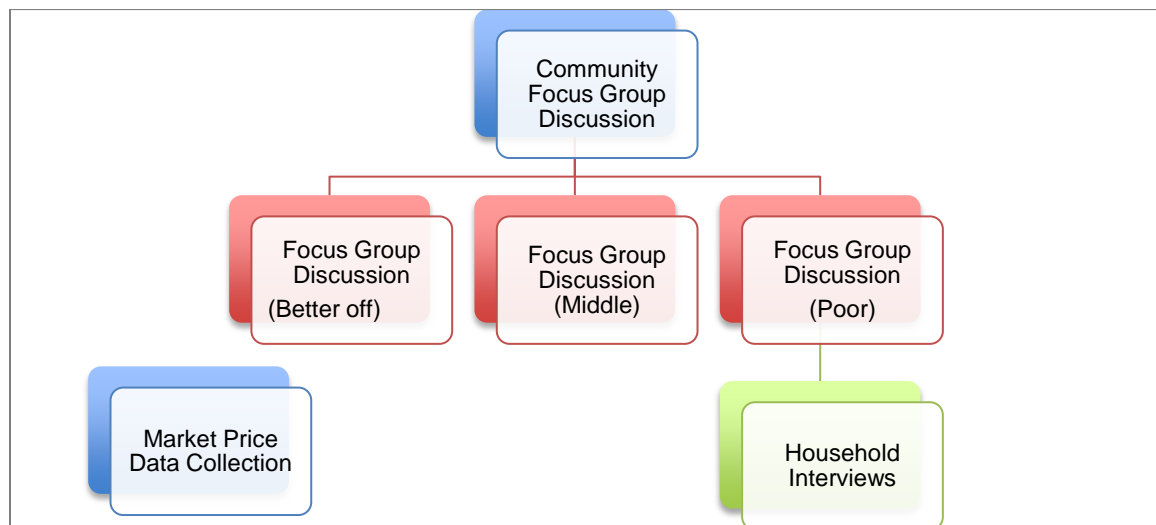 Community
Focus Group
Discussion
Focus Group
Discussion
(Better off)
Focus Group
Discussion
(Middle)
Focus Group
Discussion
(Poor)
Market Price
Data Collection
Household
Interviews